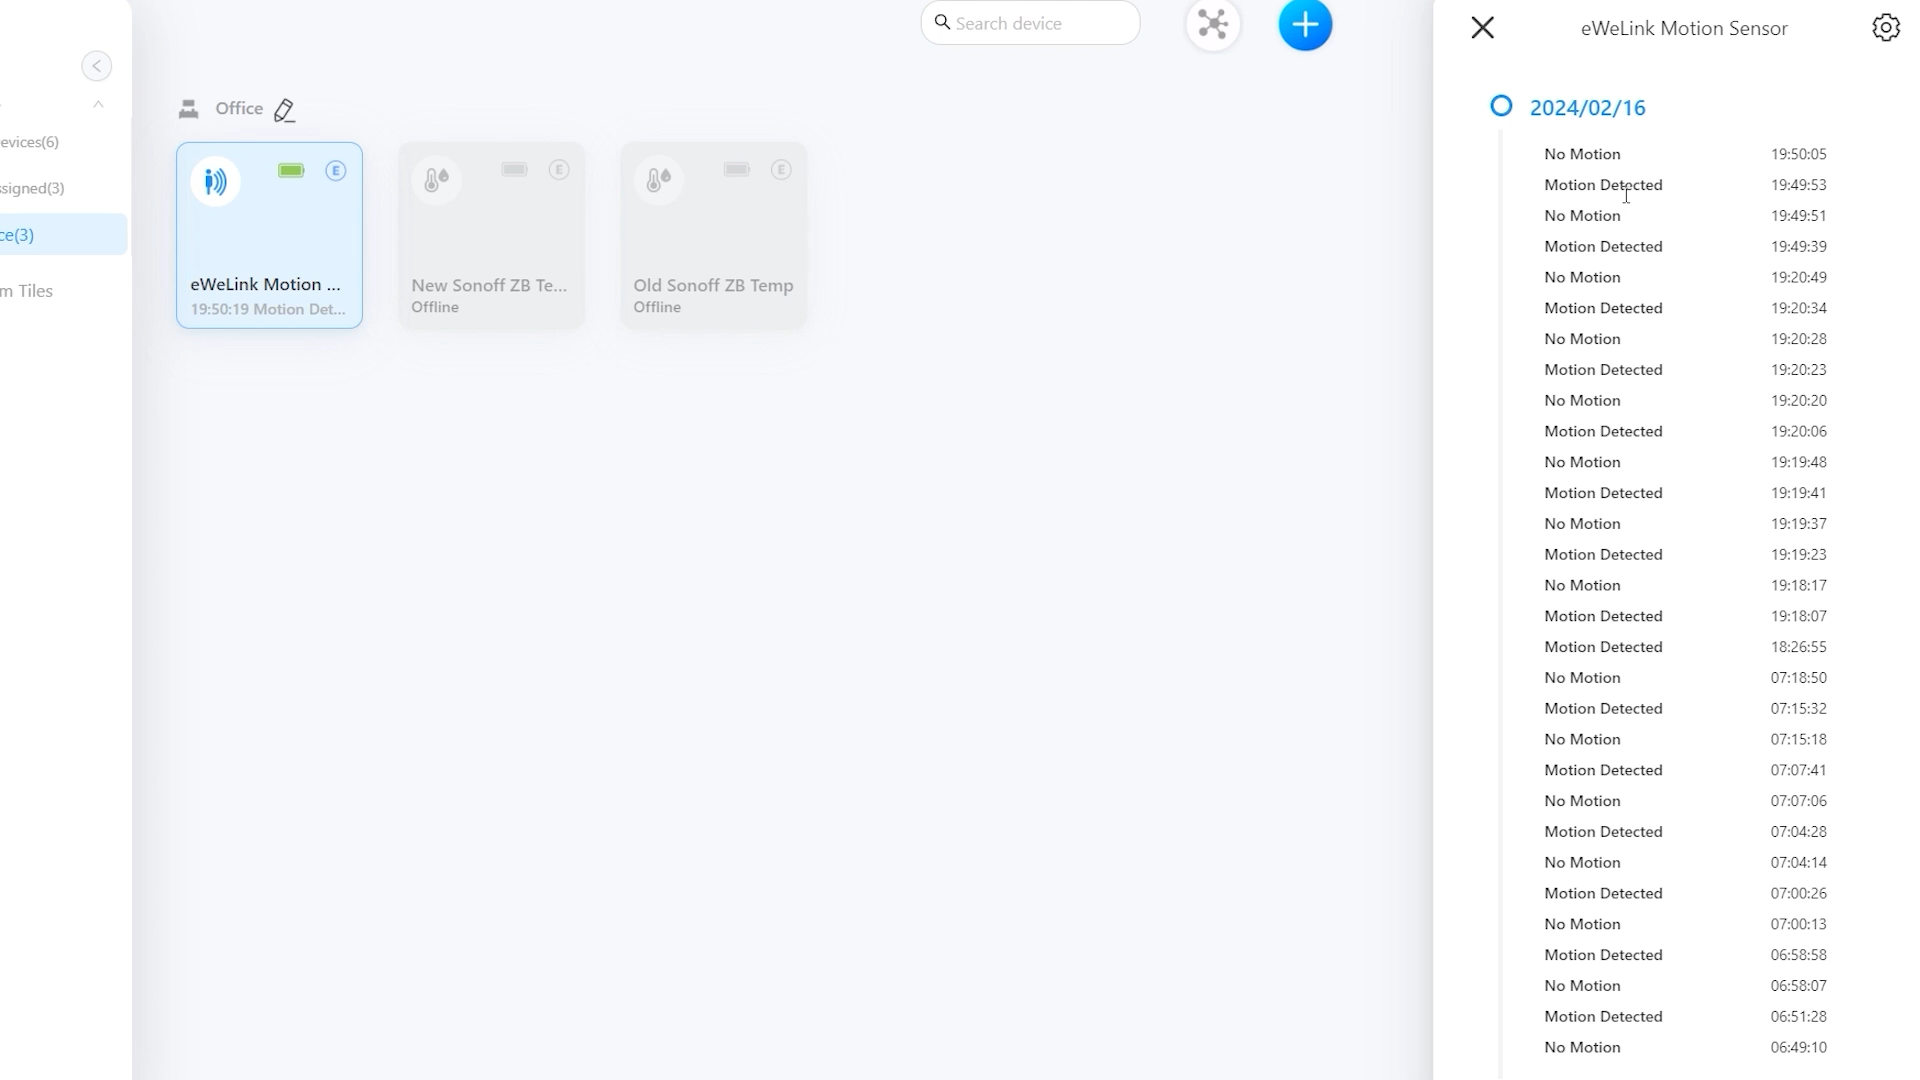 Search device
evices(6)
ssigned(3)
ce(3)
m Tiles
Office
E
eWeLink Motion ...
19:50:19 Motion Det...
E
New Sonoff ZB Te...
Offline
E
Old Sonoff ZB Temp
Offline
eWeLink Motion Sensor
2024/02/16
No Motion 19:50:05
Motion Detected 19:49:53
No Motion 19:49:51
Motion Detected 19:49:39
No Motion 19:20:49
Motion Detected 19:20:34
No Motion 19:20:28
Motion Detected 19:20:23
No Motion 19:20:20
Motion Detected 19:20:06
No Motion 19:19:48
Motion Detected 19:19:41
No Motion 19:19:37
Motion Detected 19:19:23
No Motion 19:18:17
Motion Detected 19:18:07
Motion Detected 18:26:55
No Motion 07:18:50
Motion Detected 07:15:32
No Motion 07:15:18
Motion Detected 07:07:41
No Motion 07:07:06
Motion Detected 07:04:28
No Motion 07:04:14
Motion Detected 07:00:26
No Motion 07:00:13
Motion Detected 06:58:58
No Motion 06:58:07
Motion Detected 06:51:28
No Motion 06:49:10